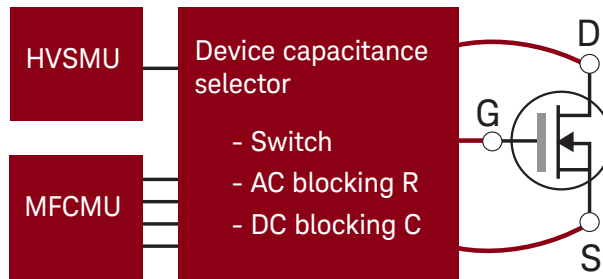 HVSMU
MFCMU
Device capacitance
selector
- Switch
- AC blocking R
- DC blocking C
D
G
S